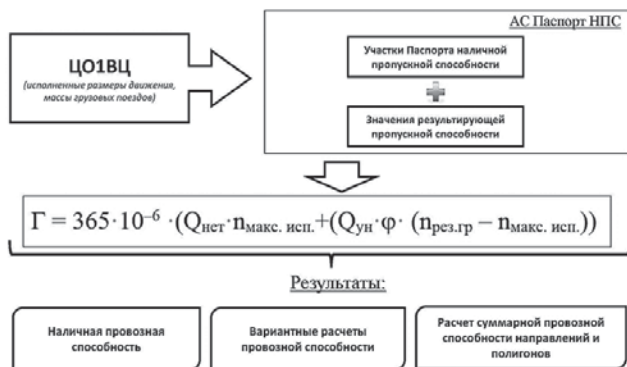 АС Паспорт НПС
ЦО1ВЦ
(исполненные размеры движения,
массы грузовых поездов)
Участки Паспорта наличной
пропускной способности
Значения результирующей
пропускной способности
Г = 365·10⁻⁶ ·(Qнет·nмакс. исп.+(Qун·φ· (nрез.гр – nмакс. исп.))
Результаты:
Наличная провозная
способность
Вариантные расчеты
провозной способности
Расчет суммарной провозной
способности направлений и
полигонов